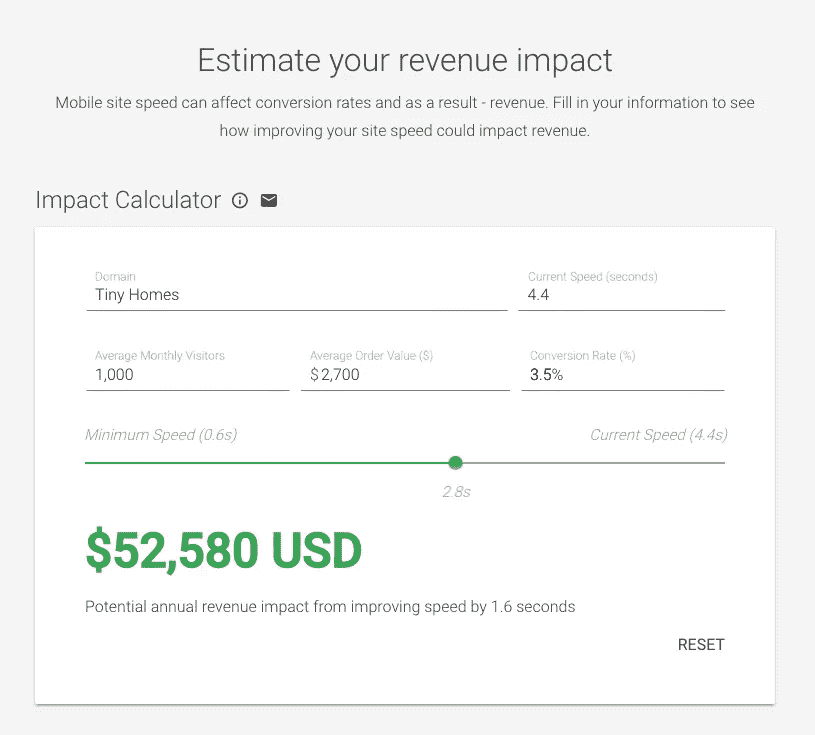 Estimate your revenue impact
Mobile site speed can affect conversion rates and as a result - revenue. Fill in your information to see
how improving your site speed could impact revenue.
Impact Calculator
Domain
Tiny Homes
Current Speed (seconds)
4.4
Average Monthly Visitors
1,000
Average Order Value ($)
$2,700
Conversion Rate (%)
3.5%
Minimum Speed (0.6s)
Current Speed (4.4s)
2.8s
$52,580 USD
Potential annual revenue impact from improving speed by 1.6 seconds
RESET